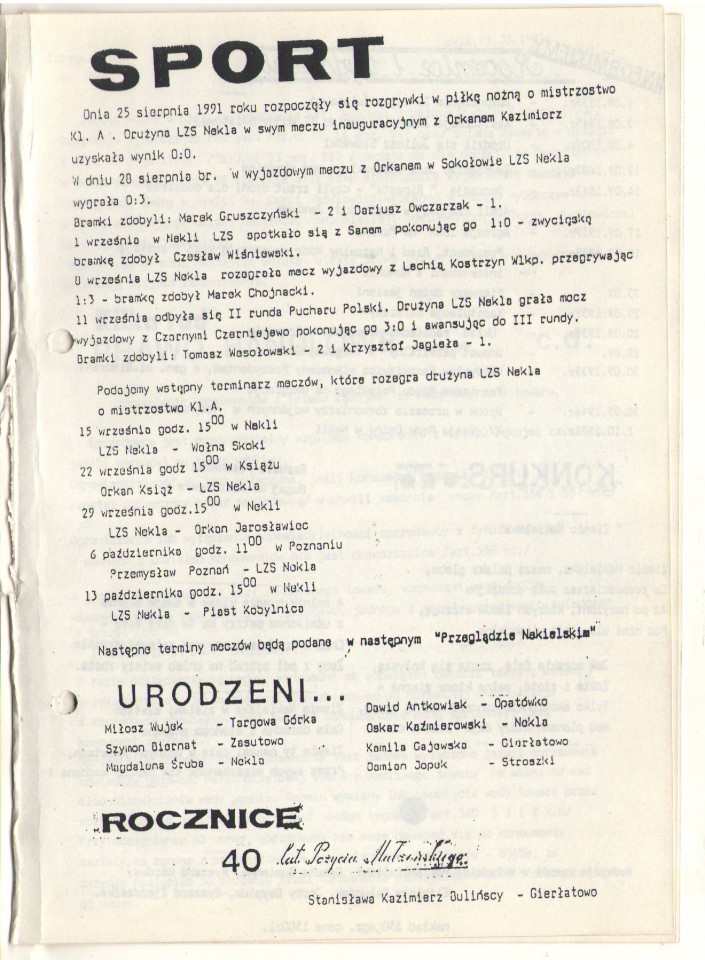 SPORT
Dnia 25 sierpnia 1991 roku rozpoczęły się rozgrywki w piłkę nożną o mistrzostwo
Kl. A . Drużyna LZS Nekla w swym meczu inauguracyjnym z Orkanem Kaźmierz
uzyskała wynik 0:0.
W dniu 28 sierpnia br. w wyjazdowym meczu z Orkanem w Sokołowie LZS Nekla
wygrała 0:3.
Bramki zdobyli: Marek Gruszczyński - 2 i Dariusz Owczarzak - 1.
1 września w Nekli LZS spotkało się z Sanem pokonując go 1:0 - zwycięską
bramkę zdobył Czesław Wiśniewski.
8 września LZS Nekla rozegrała mecz wyjazdowy z Lechią Kostrzyn Wlkp. przegrywając
1:3 - bramkę zdobył Marek Chojnacki.
11 września odbyła się II runda Pucharu Polski. Drużyna LZS Nekla grała mecz
wyjazdowy z Czarnymi Czerniejewo pokonując go 3:0 i awansując do III rundy.
Bramki zdobyli: Tomasz Wesołowski - 2 i Krzysztof Jagieła - 1.
Podajemy wstępny terminarz meczów, które rozegra drużyna LZS Nekla
o mistrzostwo Kl.A.
15 września godz. 15⁰⁰ w Nekli
LZS Nekla - Wełna Skoki
22 września godz 15⁰⁰ w Książu
Orkan Książ - LZS Nekla
29 września godz.15⁰⁰ w Nekli
LZS Nekla - Orkan Jarosławiec
6 października godz. 11⁰⁰ w Poznaniu
Przemysław Poznań - LZS Nekla
13 października godz. 15⁰⁰ w Nekli
LZS Nekla - Piast Kobylnica
Następne terminy meczów będą podane w następnym "Przeglądzie Nekielskim"
URODZENI...
Miłosz Wujek - Targowa Górka
Szymon Biernat - Zasutowo
Magdalena Śruba - Nekla
Dawid Antkowiak - Opatówko
Oskar Kaźmierowski - Nekla
Kamila Gajewska - Gierłatowo
Damian Jopek - Stroszki
ROCZNICE
40 lat Pożycia Małżeńskiego:
Stanisława Kazimierz Bulińscy - Gierłatowo